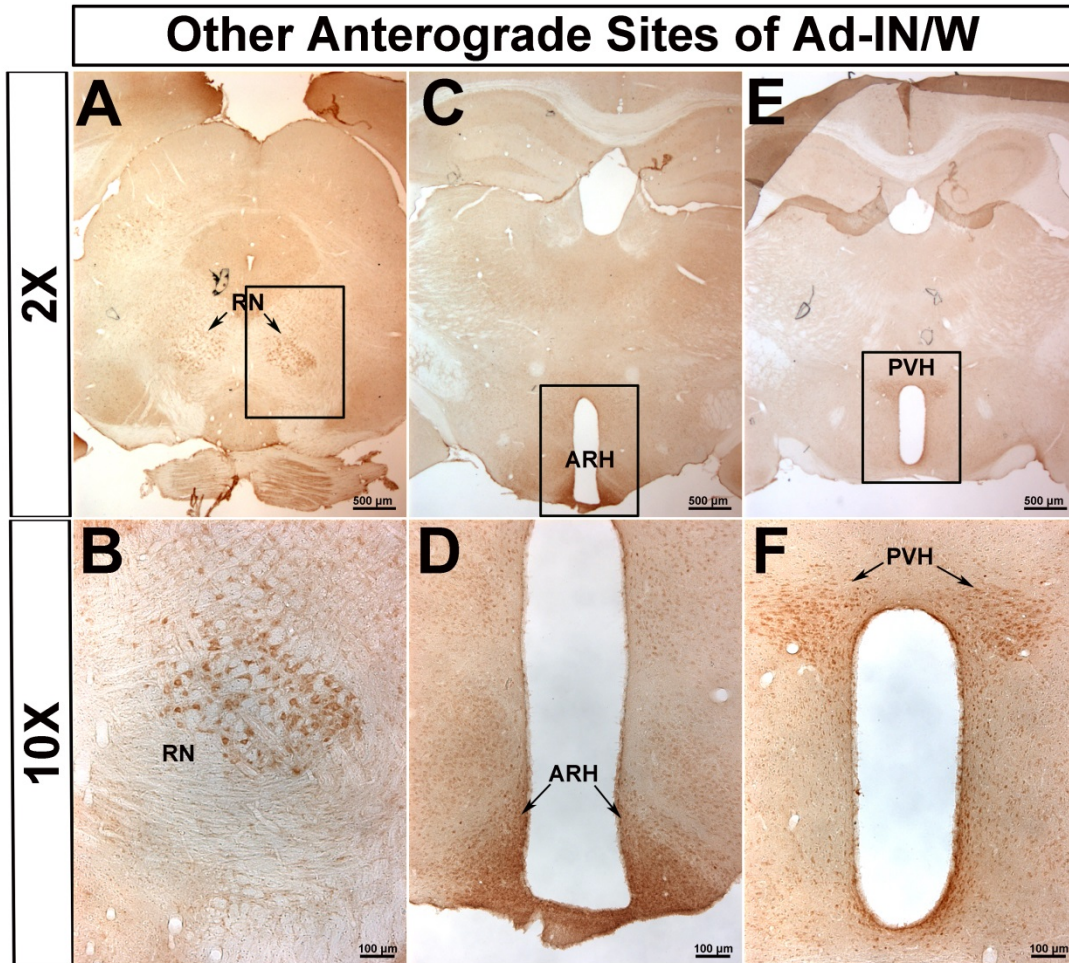 Other Anterograde Sites of Ad-IN/W
2X
A
RN
500 µm
C
ARH
500 µm
E
PVH
500 µm
10X
B
RN
100 µm
D
ARH
100 µm
F
PVH
100 µm